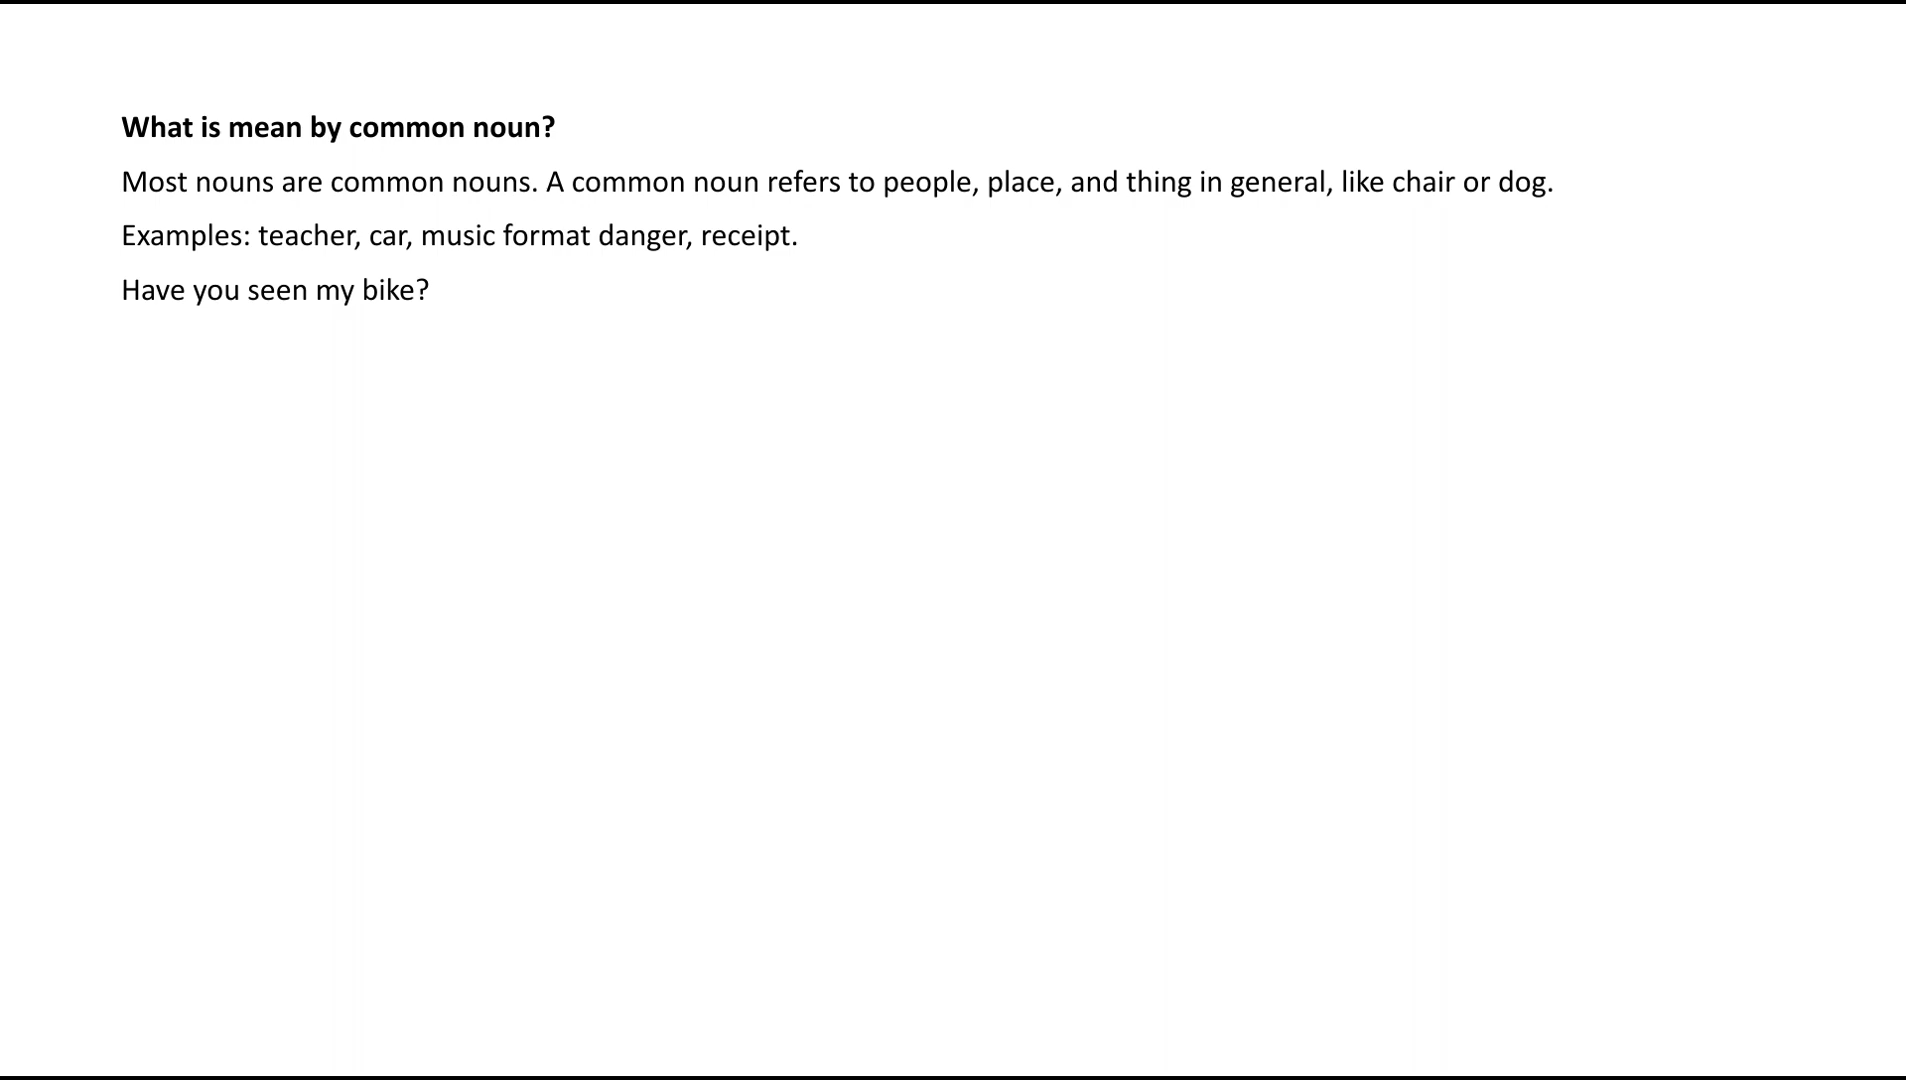 What is mean by common noun?
Most nouns are common nouns. A common noun refers to people, place, and thing in general, like chair or dog.
Examples: teacher, car, music format danger, receipt.
Have you seen my bike?